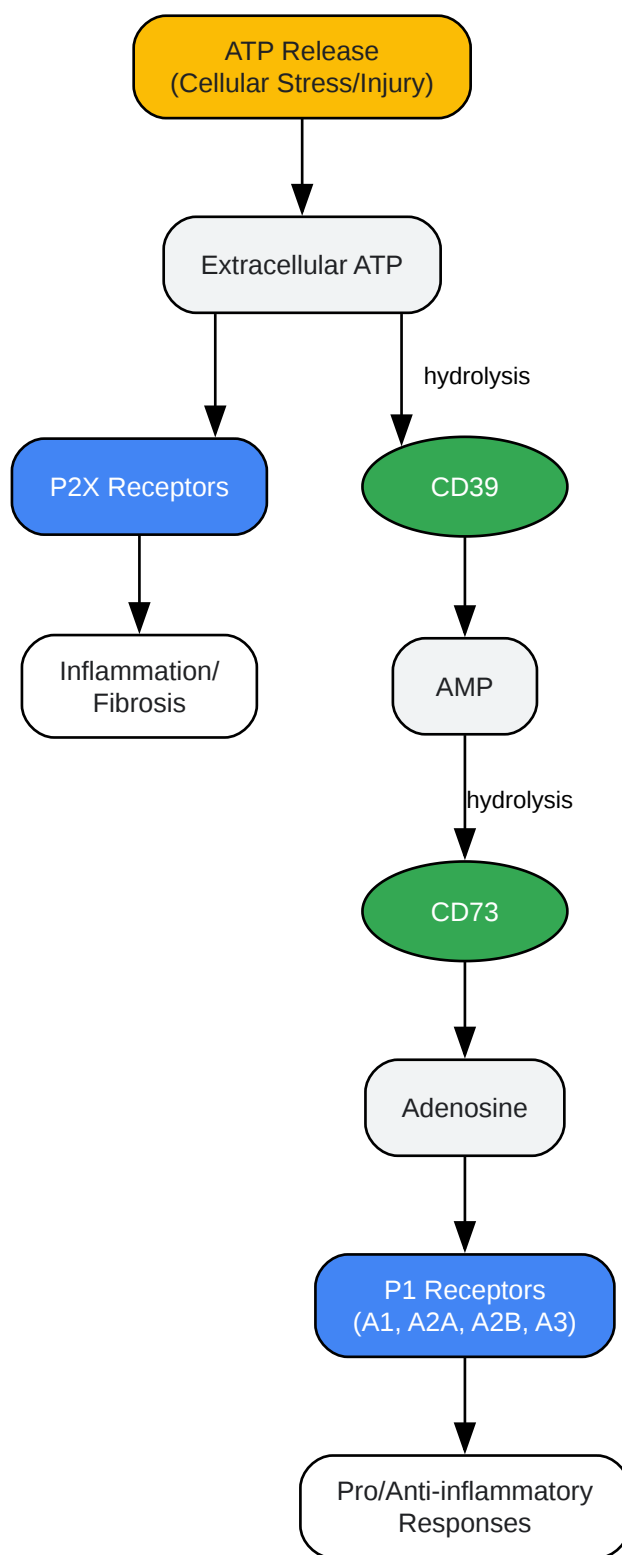 ATP Release
(Cellular Stress/Injury)
Extracellular ATP
hydrolysis
P2X Receptors
CD39
Inflammation/
Fibrosis
AMP
hydrolysis
CD73
Adenosine
P1 Receptors
(A1, A2A, A2B, A3)
Pro/Anti-inflammatory
Responses